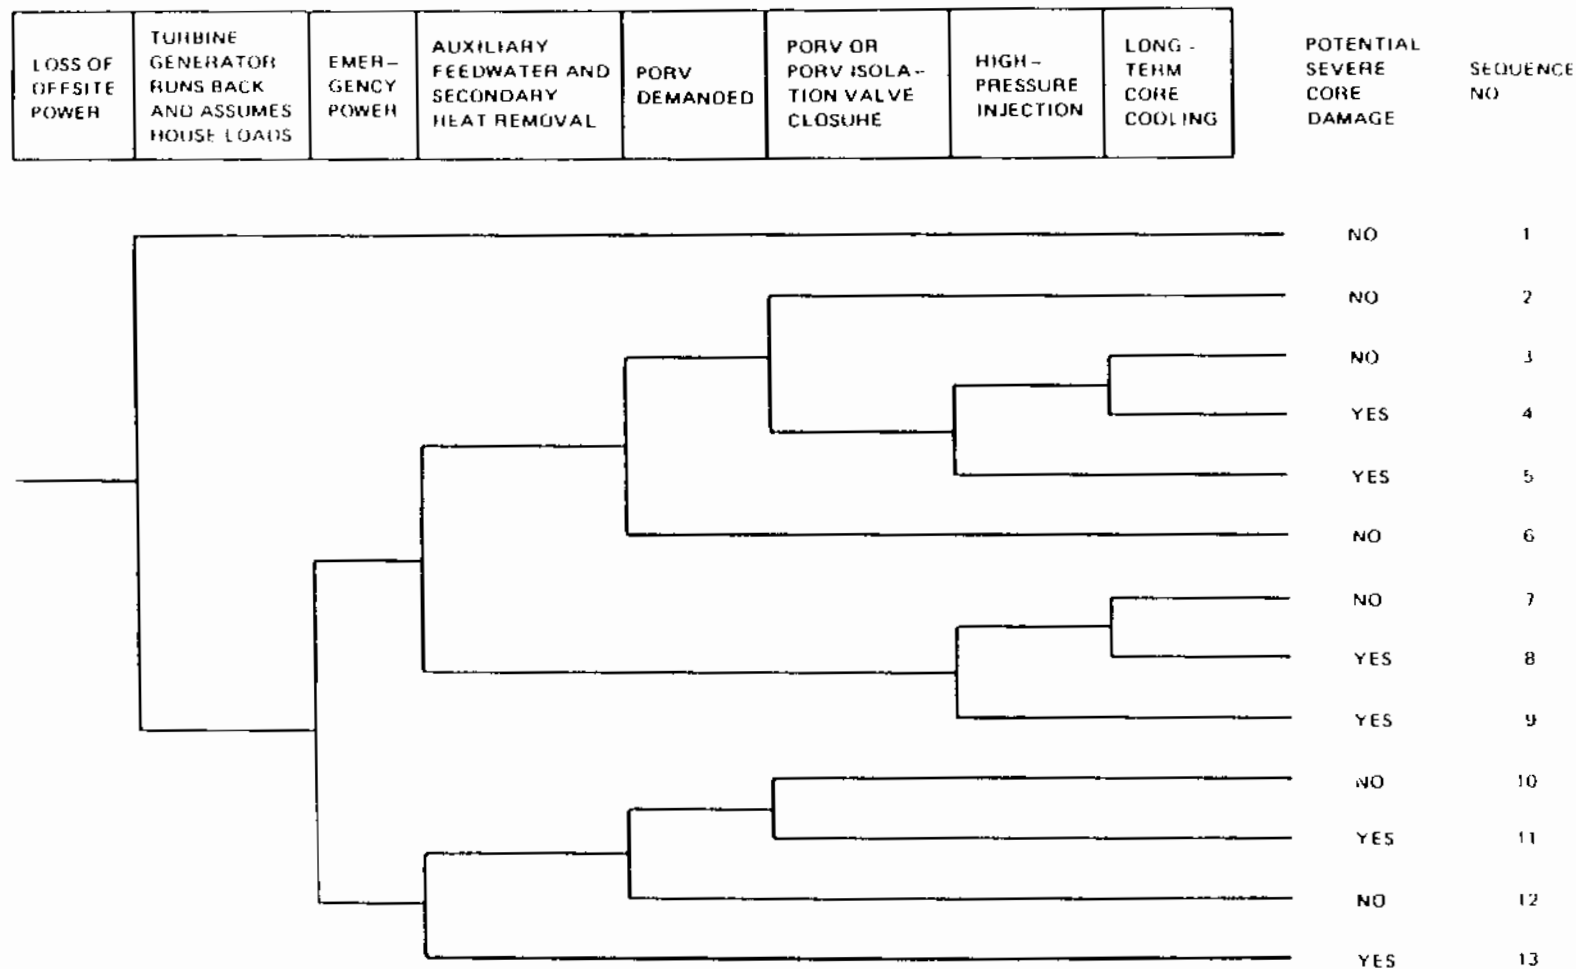 LOSS OF
OFFSITE
POWER
TURBINE
GENERATOR
RUNS BACK
AND ASSUMES
HOUSE LOADS
EMER-
GENCY
POWER
AUXILIARY
FEEDWATER AND
SECONDARY
HEAT REMOVAL
PORV
DEMANDED
PORV OR
PORV ISOLA-
TION VALVE
CLOSURE
HIGH-
PRESSURE
INJECTION
LONG-
TERM
CORE
COOLING
POTENTIAL
SEVERE
CORE
DAMAGE
SEQUENCE
NO
NO 1
NO 2
NO 3
YES 4
YES 5
NO 6
NO 7
YES 8
YES 9
NO 10
YES 11
NO 12
YES 13